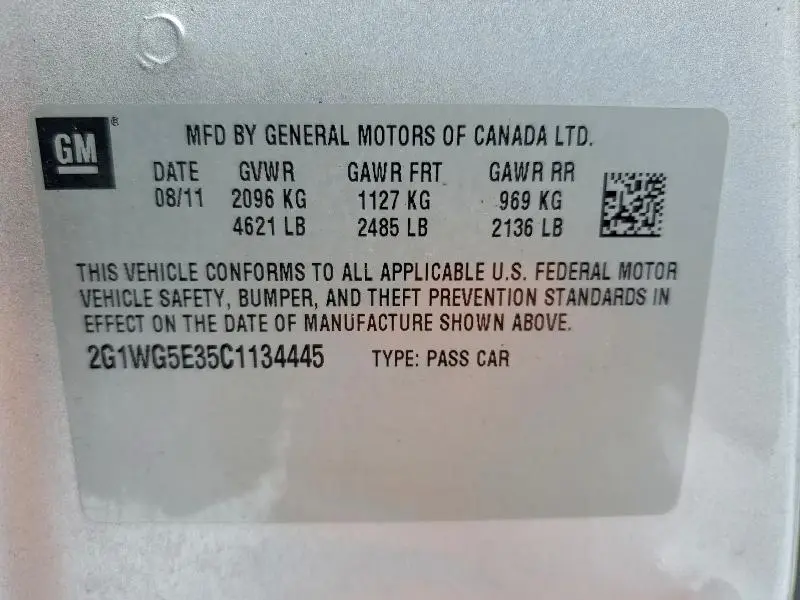 GM®
MFD BY GENERAL MOTORS OF CANADA LTD.
DATE GVWR GAWR FRT GAWR RR
08/11 2096 KG 1127 KG 969 KG
4621 LB 2485 LB 2136 LB
THIS VEHICLE CONFORMS TO ALL APPLICABLE U.S. FEDERAL MOTOR
VEHICLE SAFETY, BUMPER, AND THEFT PREVENTION STANDARDS IN
EFFECT ON THE DATE OF MANUFACTURE SHOWN ABOVE.
2G1WG5E35C1134445 TYPE: PASS CAR